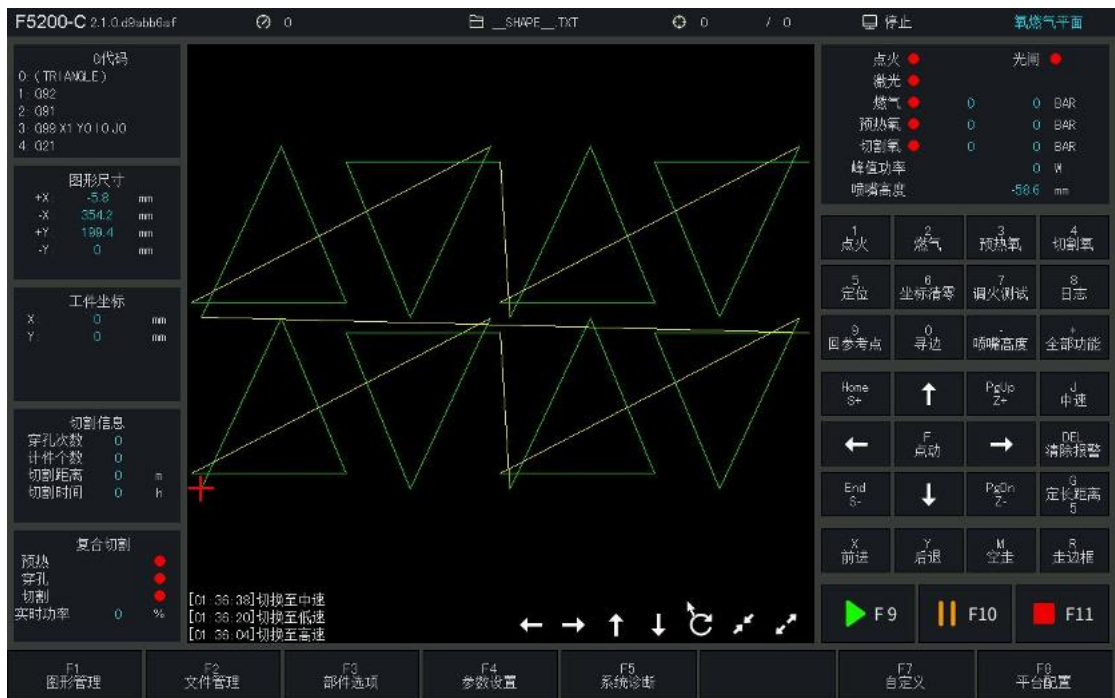 F5200-C 2.1.0.d9abb6af 0 __SHAPE__.TXT 0 / 0 停止 氧燃气平面
G代码
0: (TRIANGLE)
1: G92
2: G91
3: G99 X1 Y0 I0 J0
4: G21
图形尺寸
+X -5.8 mm
-X 354.2 mm
+Y 199.4 mm
-Y 0 mm
工件坐标
X 0 mm
Y: 0 mm
切割信息
穿孔次数 0
计件个数 0
切割距离 0 m
切割时间 0 h
复合切割
预热
穿孔
切割
实时功率 0 %
[01:36:38]切换至中速
[01:36:20]切换至低速
[01:36:04]切换至高速
点火 光闸
激光
燃气 0 0 BAR
预热氧 0 0 BAR
切割氧 0 0 BAR
峰值功率 0 W
喷嘴高度 -58.6 mm
1 2 3 4
点火 燃气 预热氧 切割氧
5 6 7 8
定位 坐标清零 调火测试 日志
9 0 - +
回参考点 寻边 喷嘴高度 全部功能
Home PgUp J
S+ Z+ 中速
F DEL
点动 清除报警
End PgDn G
S- Z- 定长距离
5
X Y M R
前进 后退 空走 走边框
F9 F10 F11
F1 F2 F3 F4 F5 F7 F8
图形管理 文件管理 部件选项 参数设置 系统诊断 自定义 平台配置